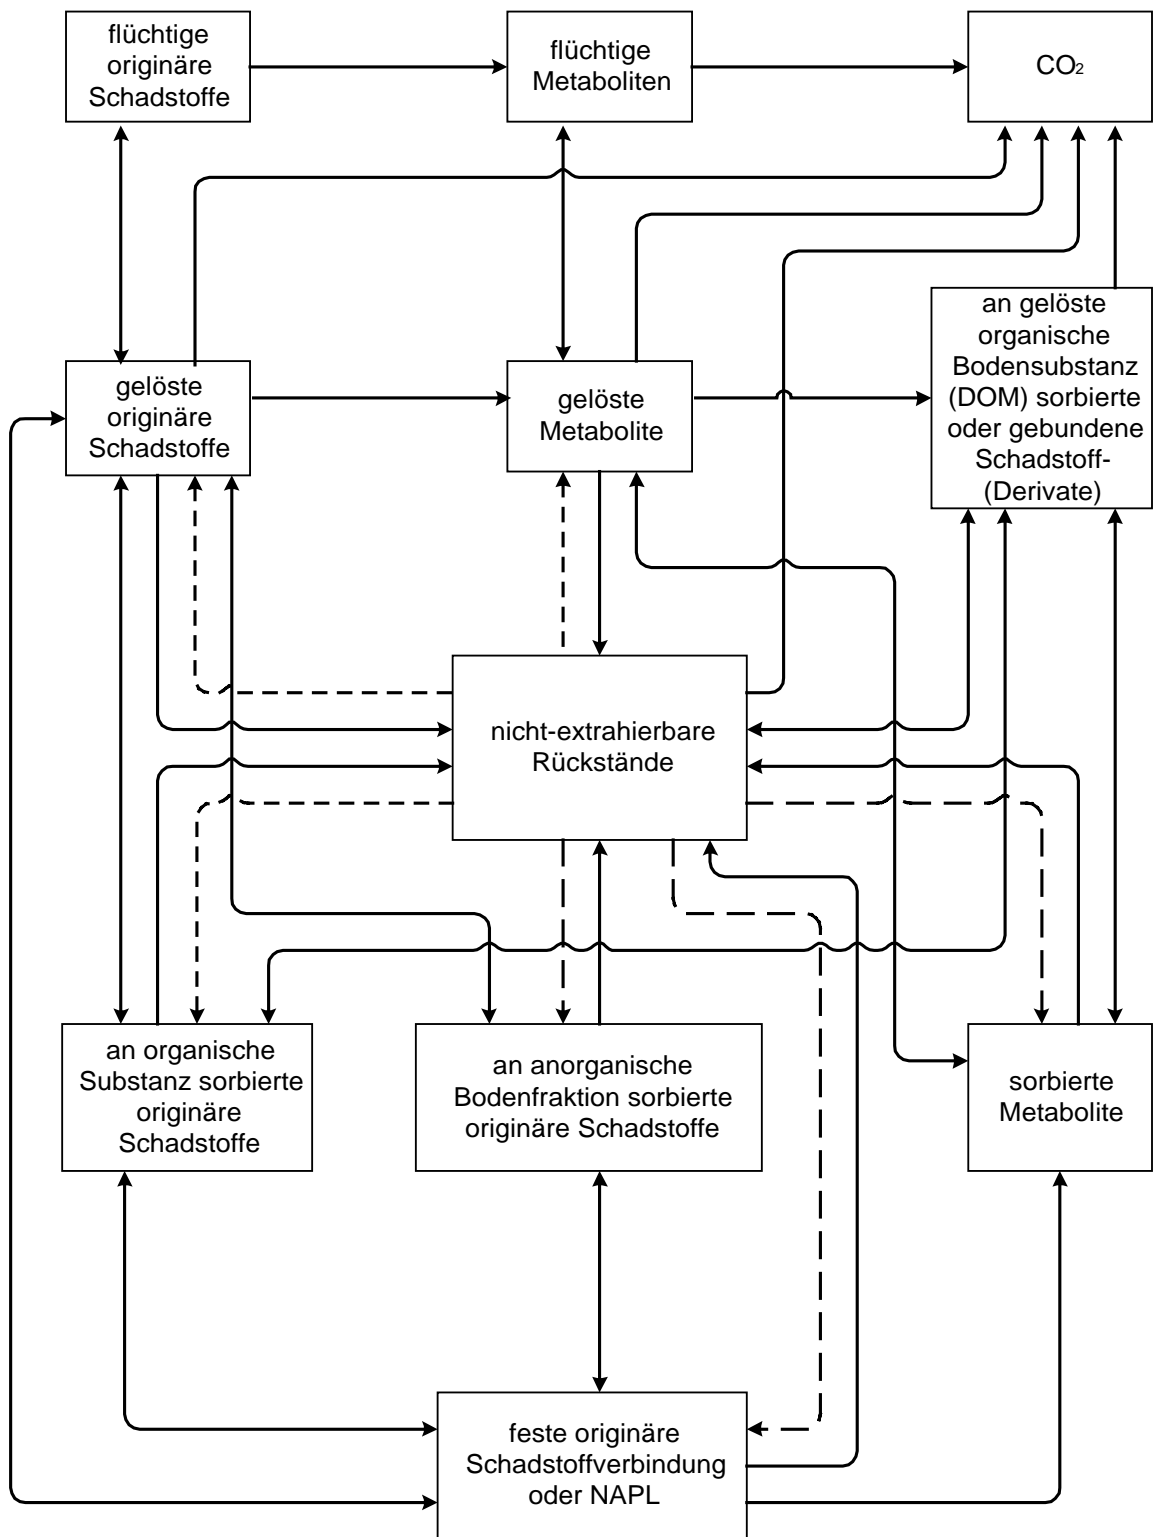 flüchtige
originäre
Schadstoffe
flüchtige
Metaboliten
CO₂
gelöste
originäre
Schadstoffe
gelöste
Metabolite
an gelöste
organische
Bodensubstanz
(DOM) sorbierte
oder gebundene
Schadstoff-
(Derivate)
nicht-extrahierbare
Rückstände
an organische
Substanz sorbierte
originäre
Schadstoffe
an anorganische
Bodenfraktion sorbierte
originäre Schadstoffe
sorbierte
Metabolite
feste originäre
Schadstoffverbindung
oder NAPL